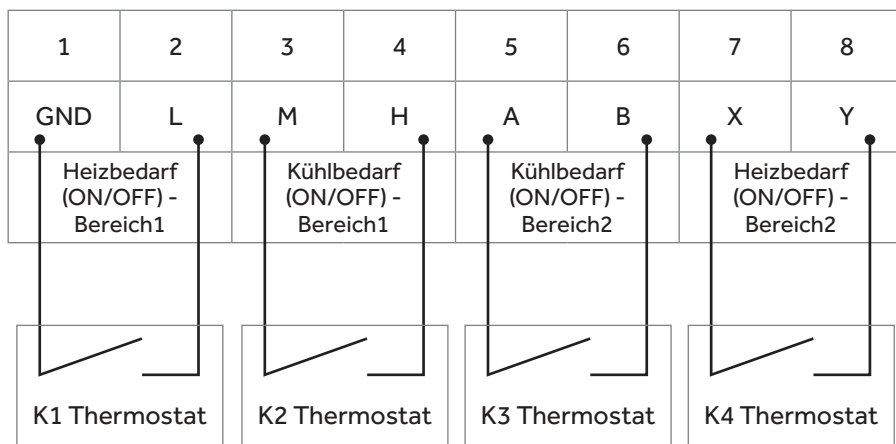 1 2 3 4 5 6 7 8
GND L M H A B X Y
Heizbedarf
(ON/OFF) -
Bereich1
Kühlbedarf
(ON/OFF) -
Bereich1
Kühlbedarf
(ON/OFF) -
Bereich2
Heizbedarf
(ON/OFF) -
Bereich2
K1 Thermostat
K2 Thermostat
K3 Thermostat
K4 Thermostat